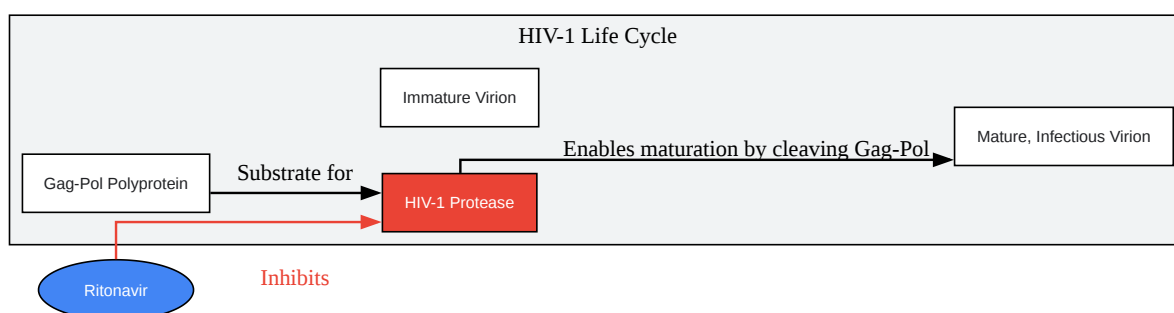 HIV-1 Life Cycle
Immature Virion
Mature, Infectious Virion
Enables maturation by cleaving Gag-Pol
Substrate for
Gag-Pol Polyprotein
HIV-1 Protease
Inhibits
Ritonavir